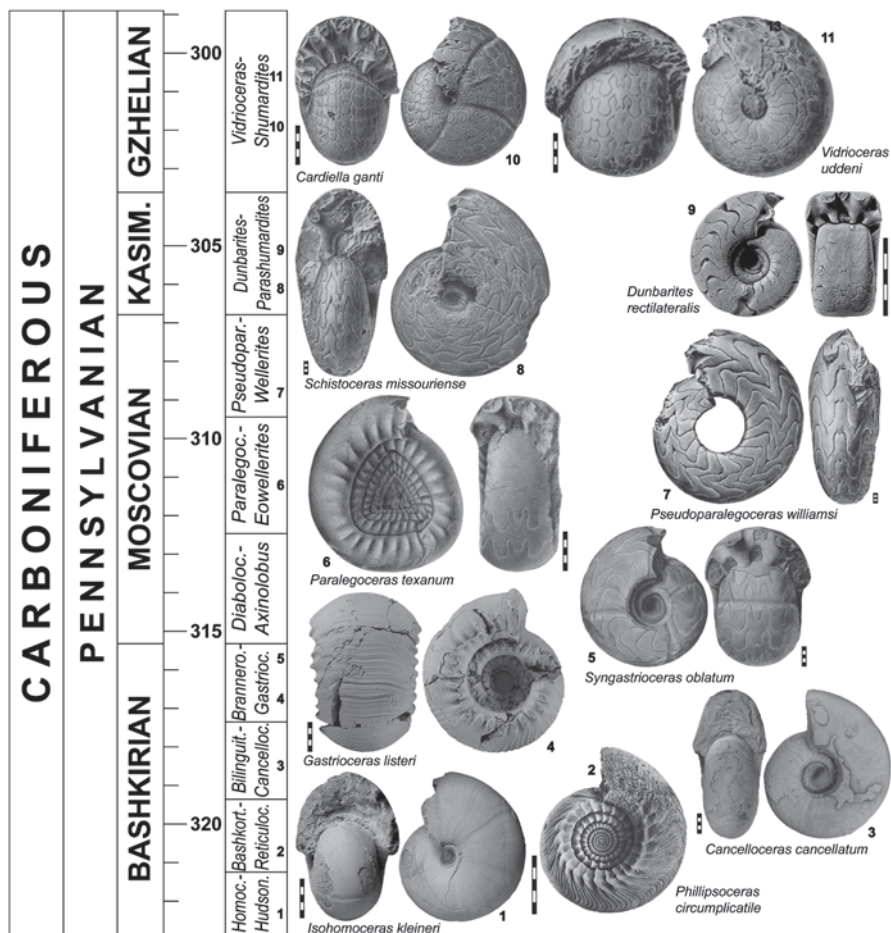 CARBONIFEROUS
PENNSYLVANIAN
GZHELIAN
KASIM.
MOSCOVIAN
BASHKIRIAN
300
305
310
315
320
Vidrioceras-
Shumardites
11
10
Dunbarites-
Parashumardites
9
8
Pseudopar.-
Wellerites
7
Paralegoc.-
Eowellerites
6
Diaboloc.-
Axinolobus
Brannero.-
Gastrioc.
5
4
Bilinguit.-
Cancelloc.
3
Bashkort.-
Reticuloc.
2
Homoc.-
Hudson.
1
10
Cardiella ganti
13
11
Vidrioceras
uddeni
8
Schistoceras missouriense
9
Dunbarites
rectilateralis
7
Pseudoparalegoceras williamsi
6
Paralegoceras texanum
5
Syngastrioceras oblatum
4
Gastrioceras listeri
3
Cancelloceras cancellatum
2
Phillipsoceras
circumplicatile
1
Isohomoceras kleineri